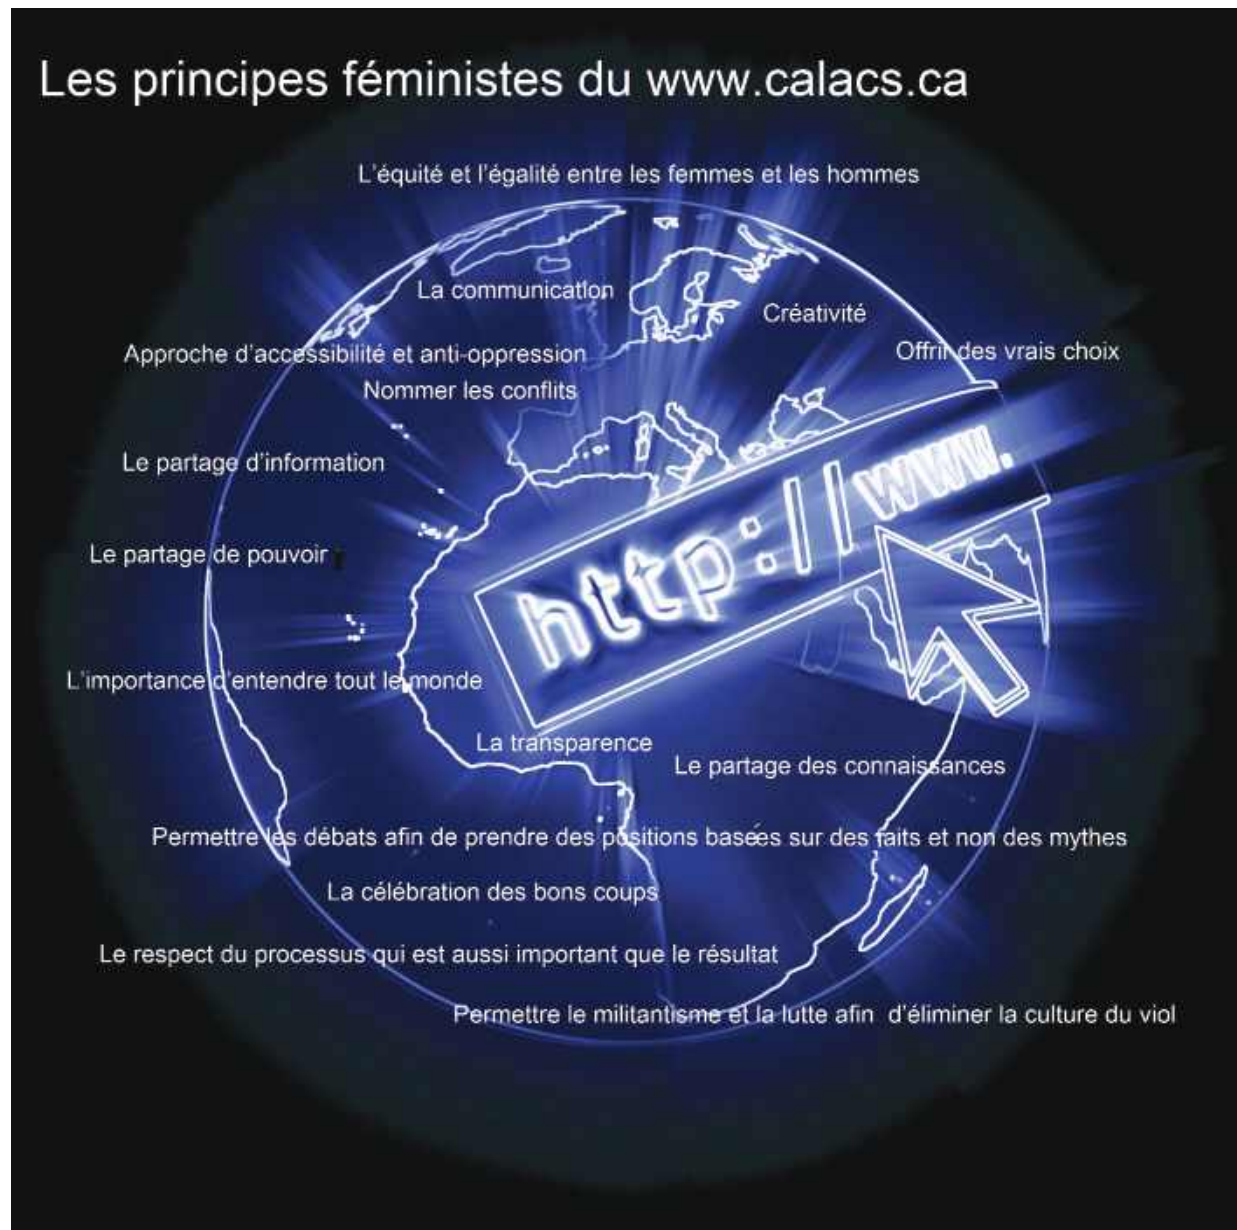 Les principes féministes du www.calacs.ca
L'équité et l'égalité entre les femmes et les hommes
La communication
Créativité
Approche d'accessibilité et anti-oppression
Offrir des vrais choix
Nommer les conflits
Le partage d'information
http://www.
Le partage de pouvoir
L'importance d'entendre tout le monde
La transparence
Le partage des connaissances
Permettre les débats afin de prendre des positions basées sur des faits et non des mythes
La célébration des bons coups
Le respect du processus qui est aussi important que le résultat
Permettre le militantisme et la lutte afin d'éliminer la culture du viol